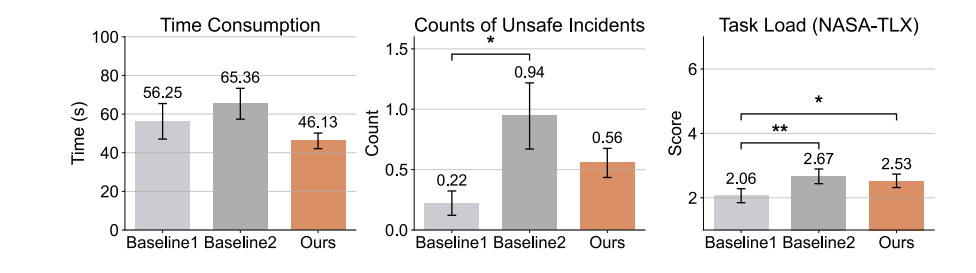 Time Consumption
Time (s)
100
80
60
40
20
0
56.25
65.36
46.13
Baseline1 Baseline2 Ours
Counts of Unsafe Incidents
Count
1.5
1.0
0.5
0.0
*
0.22
0.94
0.56
Baseline1 Baseline2 Ours
Task Load (NASA-TLX)
Score
6
4
2
*
**
2.06
2.67
2.53
Baseline1 Baseline2 Ours